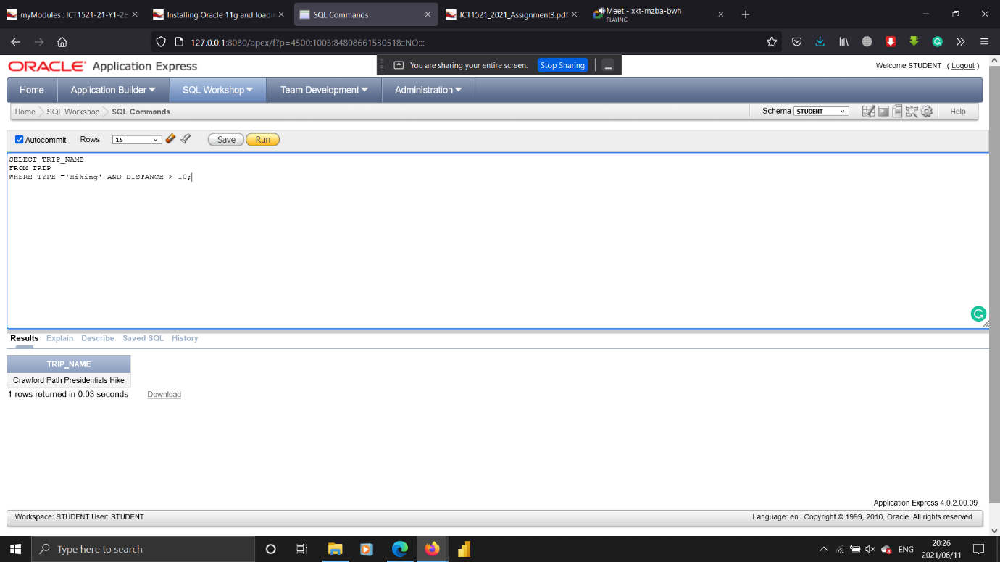 myModules : ICT1521-21-Y1-2E
Installing Oracle 11g and loadin
SQL Commands
ICT1521_2021_Assignment3.pdf
Meet - xkt-mzba-bwh
PLAYING
127.0.0.1:8080/apex/f?p=4500:1003:84808661530518::NO:::
ORACLE Application Express
You are sharing your entire screen. Stop Sharing
Welcome STUDENT ( Logout )
Home Application Builder SQL Workshop Team Development Administration
Home SQL Workshop SQL Commands
Schema STUDENT Help
Autocommit Rows 15 Save Run
SELECT TRIP_NAME
FROM TRIP
WHERE TYPE ='Hiking' AND DISTANCE > 10;
Results Explain Describe Saved SQL History
TRIP_NAME
Crawford Path Presidentials Hike
1 rows returned in 0.03 seconds Download
Application Express 4.0.2.00.09
Workspace: STUDENT User: STUDENT
Language: en | Copyright © 1999, 2010, Oracle. All rights reserved.
Type here to search
ENG
20:26
2021/06/11